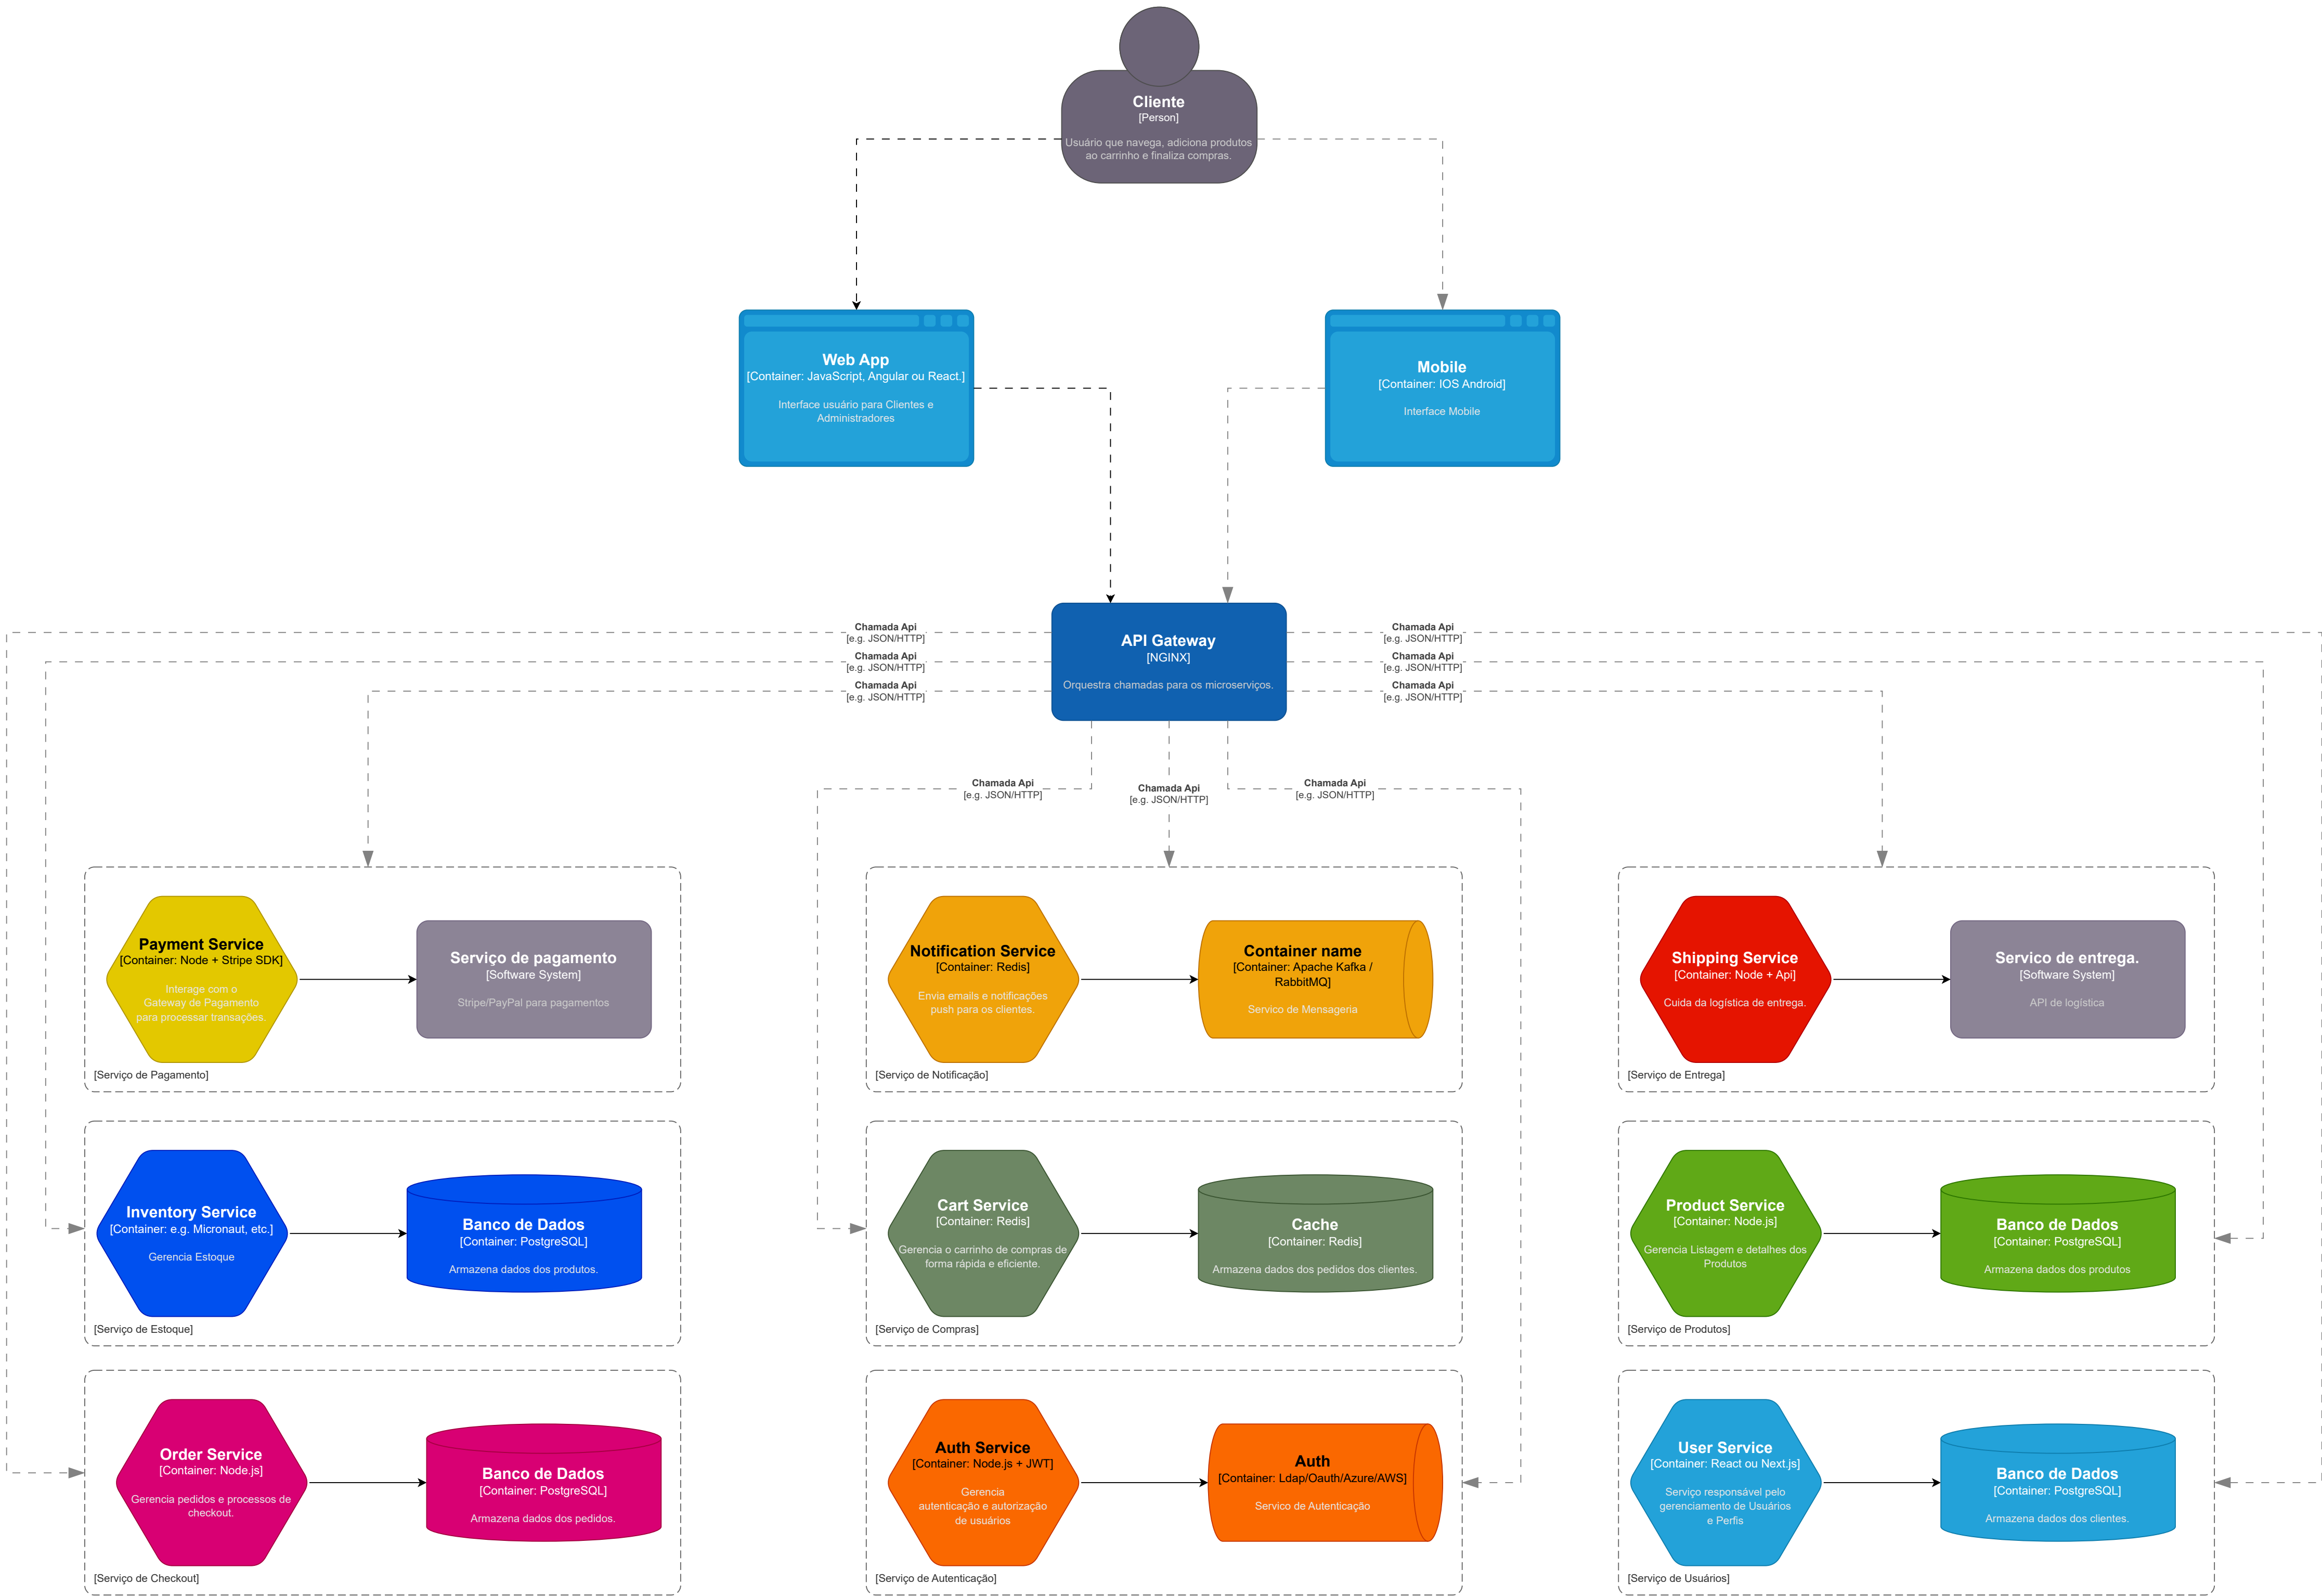 Cliente
[Person]
Usuário que navega, adiciona produtos
ao carrinho e finaliza compras.
Web App
[Container: JavaScript, Angular ou React.]
Interface usuário para Clientes e
Administradores
Mobile
[Container: IOS Android]
Interface Mobile
API Gateway
[NGINX]
Orquestra chamadas para os microserviços.
Chamada Api
[e.g. JSON/HTTP]
Chamada Api
[e.g. JSON/HTTP]
Chamada Api
[e.g. JSON/HTTP]
Chamada Api
[e.g. JSON/HTTP]
Chamada Api
[e.g. JSON/HTTP]
Chamada Api
[e.g. JSON/HTTP]
Chamada Api
[e.g. JSON/HTTP]
Chamada Api
[e.g. JSON/HTTP]
Chamada Api
[e.g. JSON/HTTP]
Payment Service
[Container: Node + Stripe SDK]
Interage com o
Gateway de Pagamento
para processar transações.
Serviço de pagamento
[Software System]
Stripe/PayPal para pagamentos
[Serviço de Pagamento]
Notification Service
[Container: Redis]
Envia emails e notificações
push para os clientes.
Container name
[Container: Apache Kafka /
RabbitMQ]
Servico de Mensageria
[Serviço de Notificação]
Shipping Service
[Container: Node + Api]
Cuida da logística de entrega.
Servico de entrega.
[Software System]
API de logística
[Serviço de Entrega]
Inventory Service
[Container: e.g. Micronaut, etc.]
Gerencia Estoque
Banco de Dados
[Container: PostgreSQL]
Armazena dados dos produtos.
[Serviço de Estoque]
Cart Service
[Container: Redis]
Gerencia o carrinho de compras de
forma rápida e eficiente.
Cache
[Container: Redis]
Armazena dados dos pedidos dos clientes.
[Serviço de Compras]
Product Service
[Container: Node.js]
Gerencia Listagem e detalhes dos
Produtos
Banco de Dados
[Container: PostgreSQL]
Armazena dados dos produtos
[Serviço de Produtos]
Order Service
[Container: Node.js]
Gerencia pedidos e processos de
checkout.
Banco de Dados
[Container: PostgreSQL]
Armazena dados dos pedidos.
[Serviço de Checkout]
Auth Service
[Container: Node.js + JWT]
Gerencia
autenticação e autorização
de usuários
Auth
[Container: Ldap/Oauth/Azure/AWS]
Servico de Autenticação
[Serviço de Autenticação]
User Service
[Container: React ou Next.js]
Serviço responsável pelo
gerenciamento de Usuários
e Perfis
Banco de Dados
[Container: PostgreSQL]
Armazena dados dos clientes.
[Serviço de Usuários]